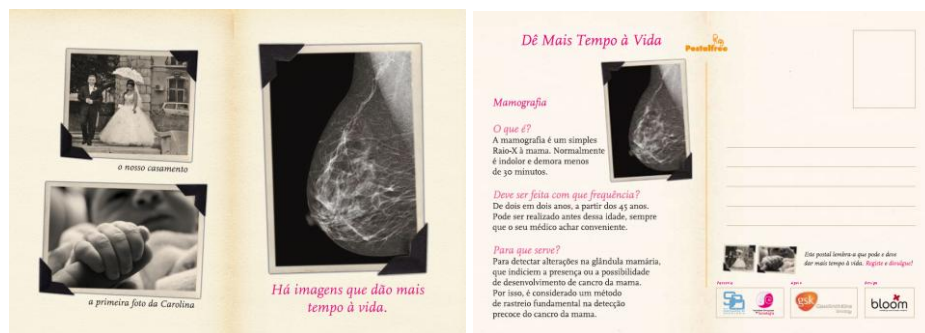 o nosso casamento
a primeira foto da Carolina
Há imagens que dão mais
tempo à vida.
Dê Mais Tempo à Vida
Postalfree
Mamografia
O que é?
A mamografia é um simples
Raio-X à mama. Normalmente
é indolor e demora menos
de 30 minutos.
Deve ser feita com que frequência?
De dois em dois anos, a partir dos 45 anos.
Pode ser realizado antes dessa idade, sempre
que o seu médico achar conveniente.
Para que serve?
Para detectar alterações na glândula mamária,
que indiciem a presença ou a possibilidade
de desenvolvimento de cancro da mama.
Por isso, é considerado um método
de rastreio fundamental na detecção
precoce do cancro da mama.
Este postal lembra-a que pode e deve
dar mais tempo à vida. Registe e divulgue!
gsk GlaxoSmithKline
bloom